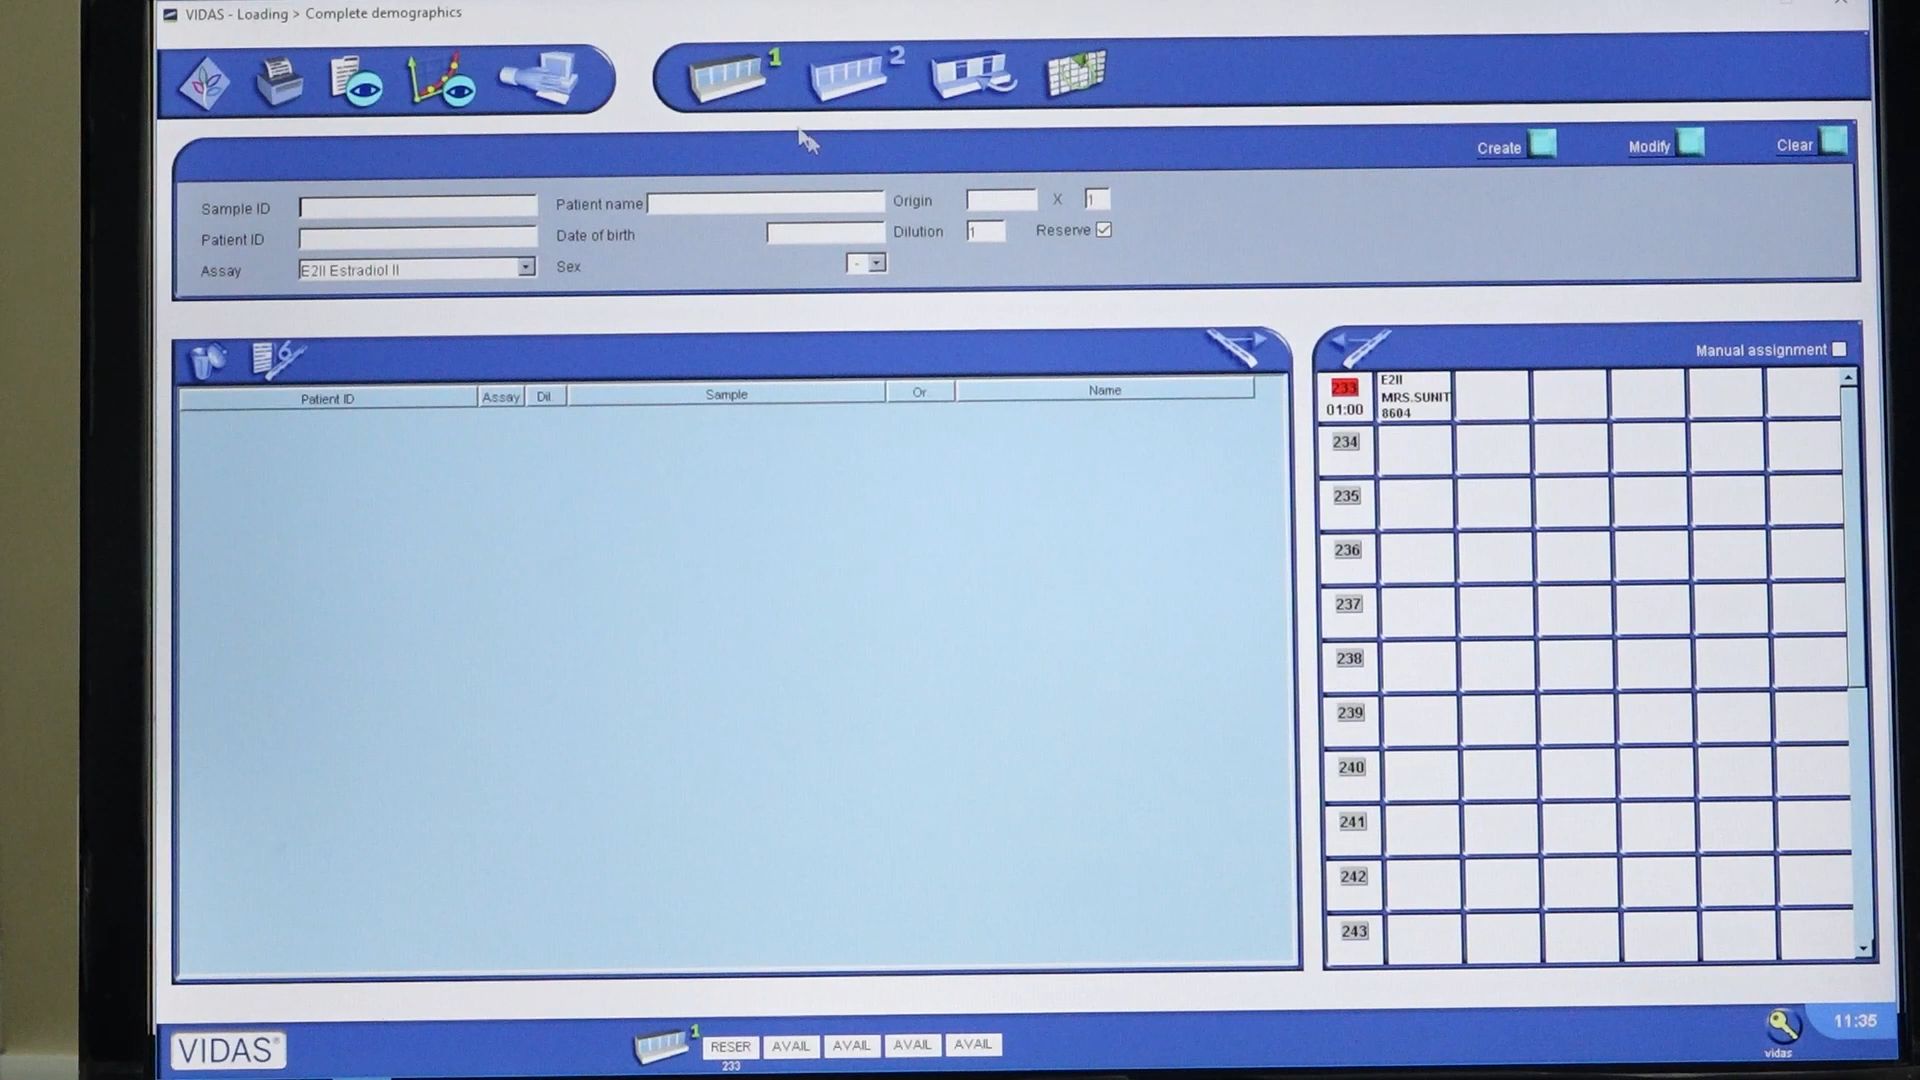 VIDAS - Loading > Complete demographics
1
2
Create
Modify
Clear
Sample ID
Patient name
Origin
X
1
Patient ID
Date of birth
Dilution
1
Reserve
Assay
E2II Estradiol II
Sex
-
6
Manual assignment
Patient ID
Assay
Dil
Sample
Or
Name
233
01:00
E2II
MRS.SUNIT
8604
234
235
236
237
238
239
240
241
242
243
VIDAS
1
RESER
AVAIL
AVAIL
AVAIL
AVAIL
233
vidas
11:35